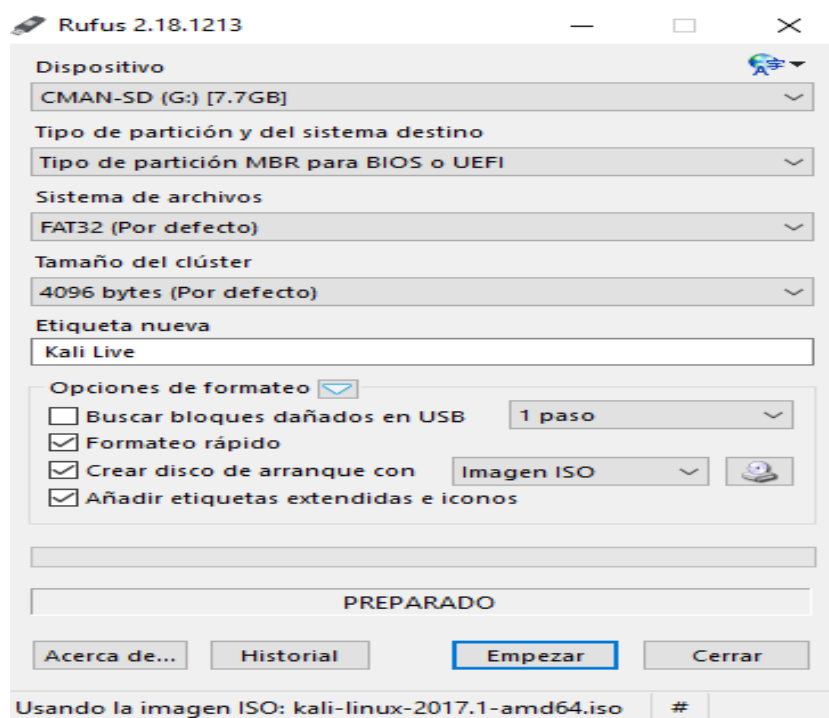 Rufus 2.18.1213
Dispositivo
CMAN-SD (G:) [7.7GB]
Tipo de partición y del sistema destino
Tipo de partición MBR para BIOS o UEFI
Sistema de archivos
FAT32 (Por defecto)
Tamaño del clúster
4096 bytes (Por defecto)
Etiqueta nueva
Kali Live
Opciones de formateo
Buscar bloques dañados en USB 1 paso
Formateo rápido
Crear disco de arranque con Imagen ISO
Añadir etiquetas extendidas e iconos
PREPARADO
Acerca de... Historial Empezar Cerrar
Usando la imagen ISO: kali-linux-2017.1-amd64.iso #